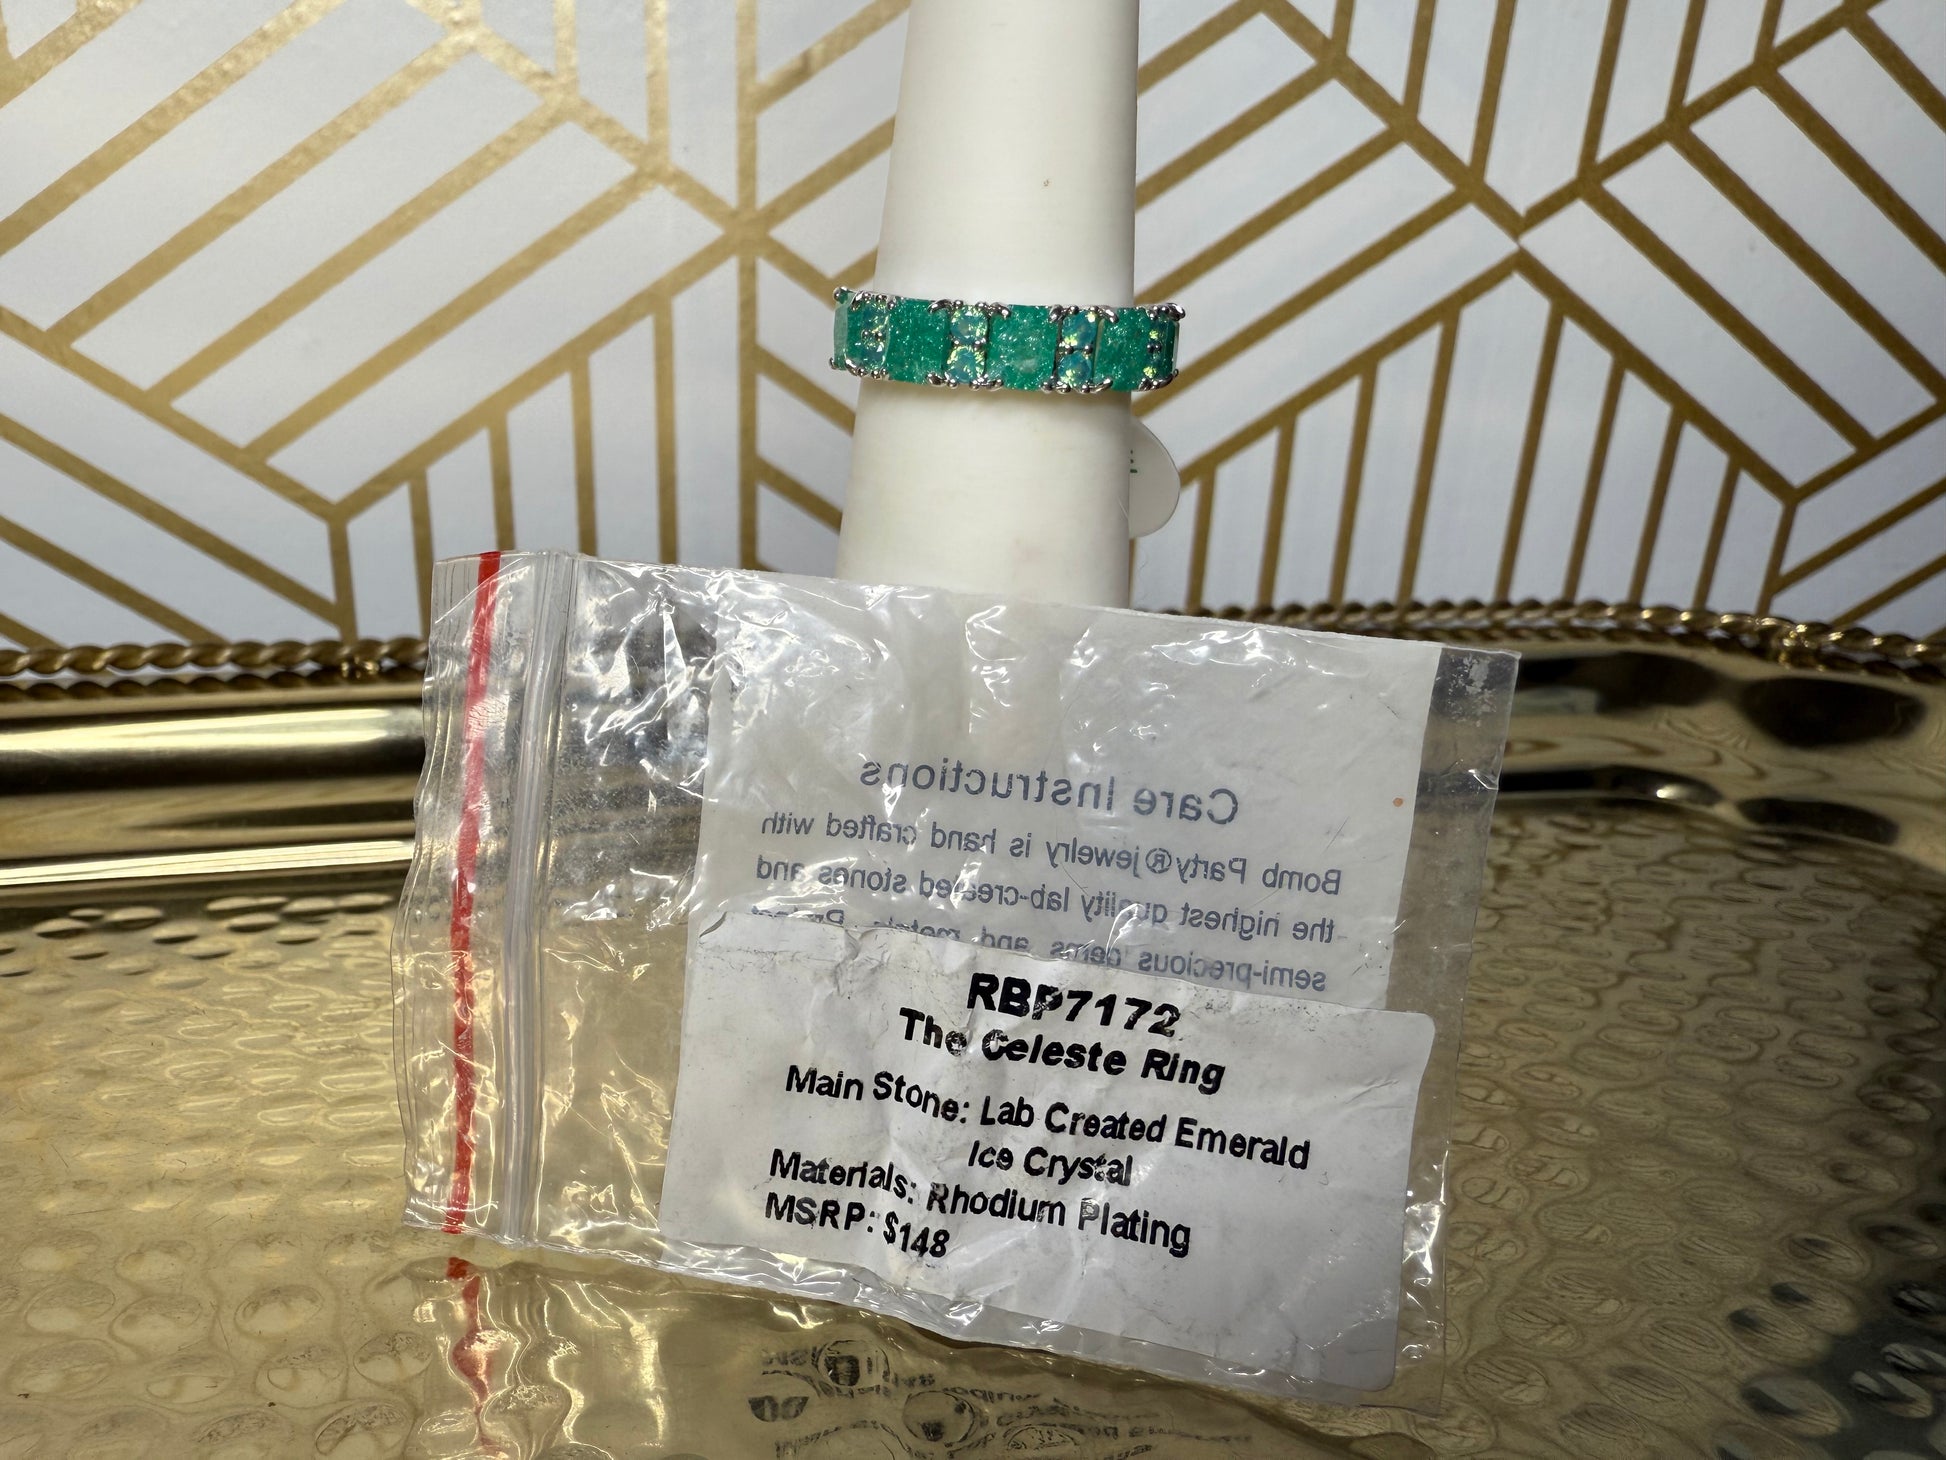 Care Instructions
Bomb Party® jewelry is hand crafted with
the highest quality lab-created stones and
semi-precious gems and metals.
RBP7172
The Celeste Ring
Main Stone: Lab Created Emerald
Ice Crystal
Materials: Rhodium Plating
MSRP: $148